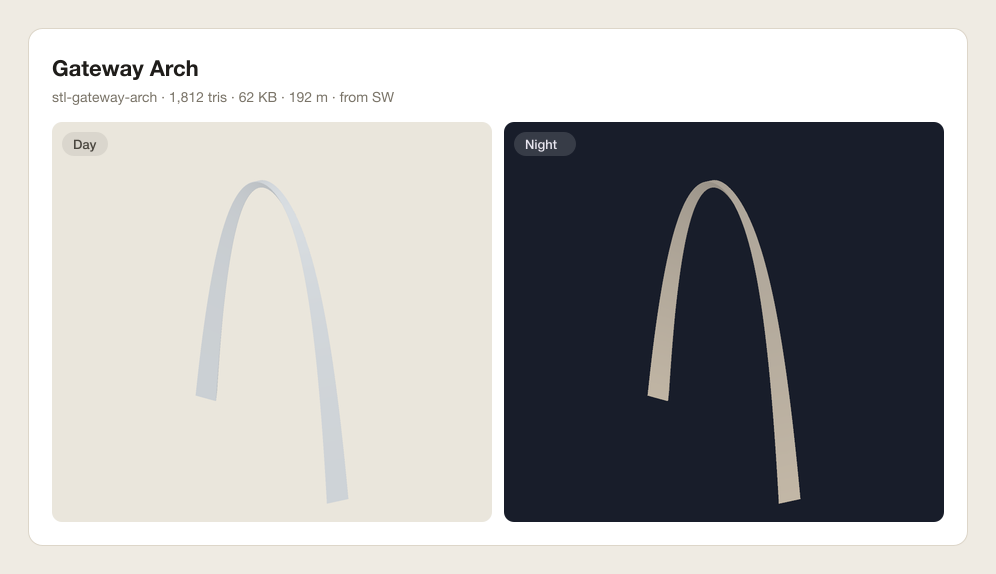 Gateway Arch
stl-gateway-arch · 1,812 tris · 62 KB · 192 m · from SW
Day
Night